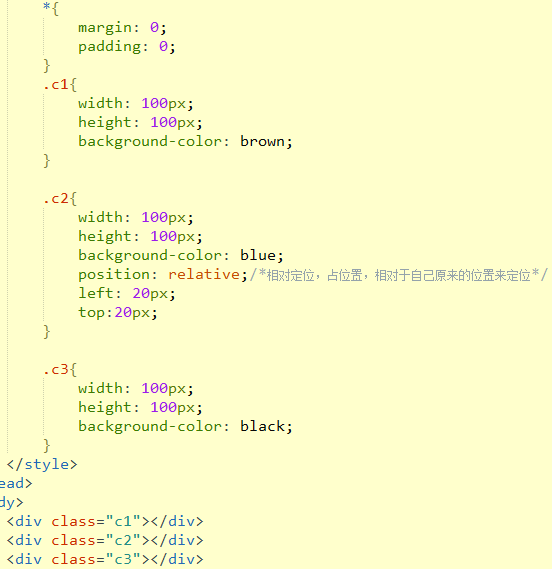 *{
margin: 0;
padding: 0;
}
.c1{
width: 100px;
height: 100px;
background-color: brown;
}
.c2{
width: 100px;
height: 100px;
background-color: blue;
position: relative;/*相对定位，占位置，相对于自己原来的位置来定位*/
left: 20px;
top:20px;
}
.c3{
width: 100px;
height: 100px;
background-color: black;
}
</style>
ead>
dy>
<div class="c1"></div>
<div class="c2"></div>
<div class="c3"></div>